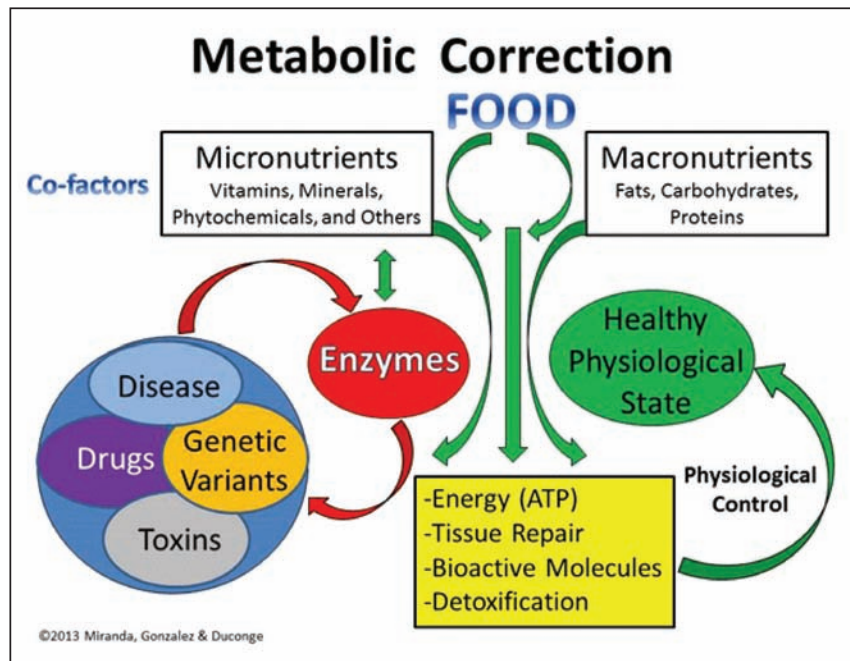 Metabolic Correction
FOOD
Co-factors
Micronutrients
Vitamins, Minerals,
Phytochemicals, and Others
Macronutrients
Fats, Carbohydrates,
Proteins
Enzymes
Healthy
Physiological
State
Disease
Drugs
Genetic
Variants
Toxins
-Energy (ATP)
-Tissue Repair
-Bioactive Molecules
-Detoxification
Physiological
Control
©2013 Miranda, Gonzalez & Duconge